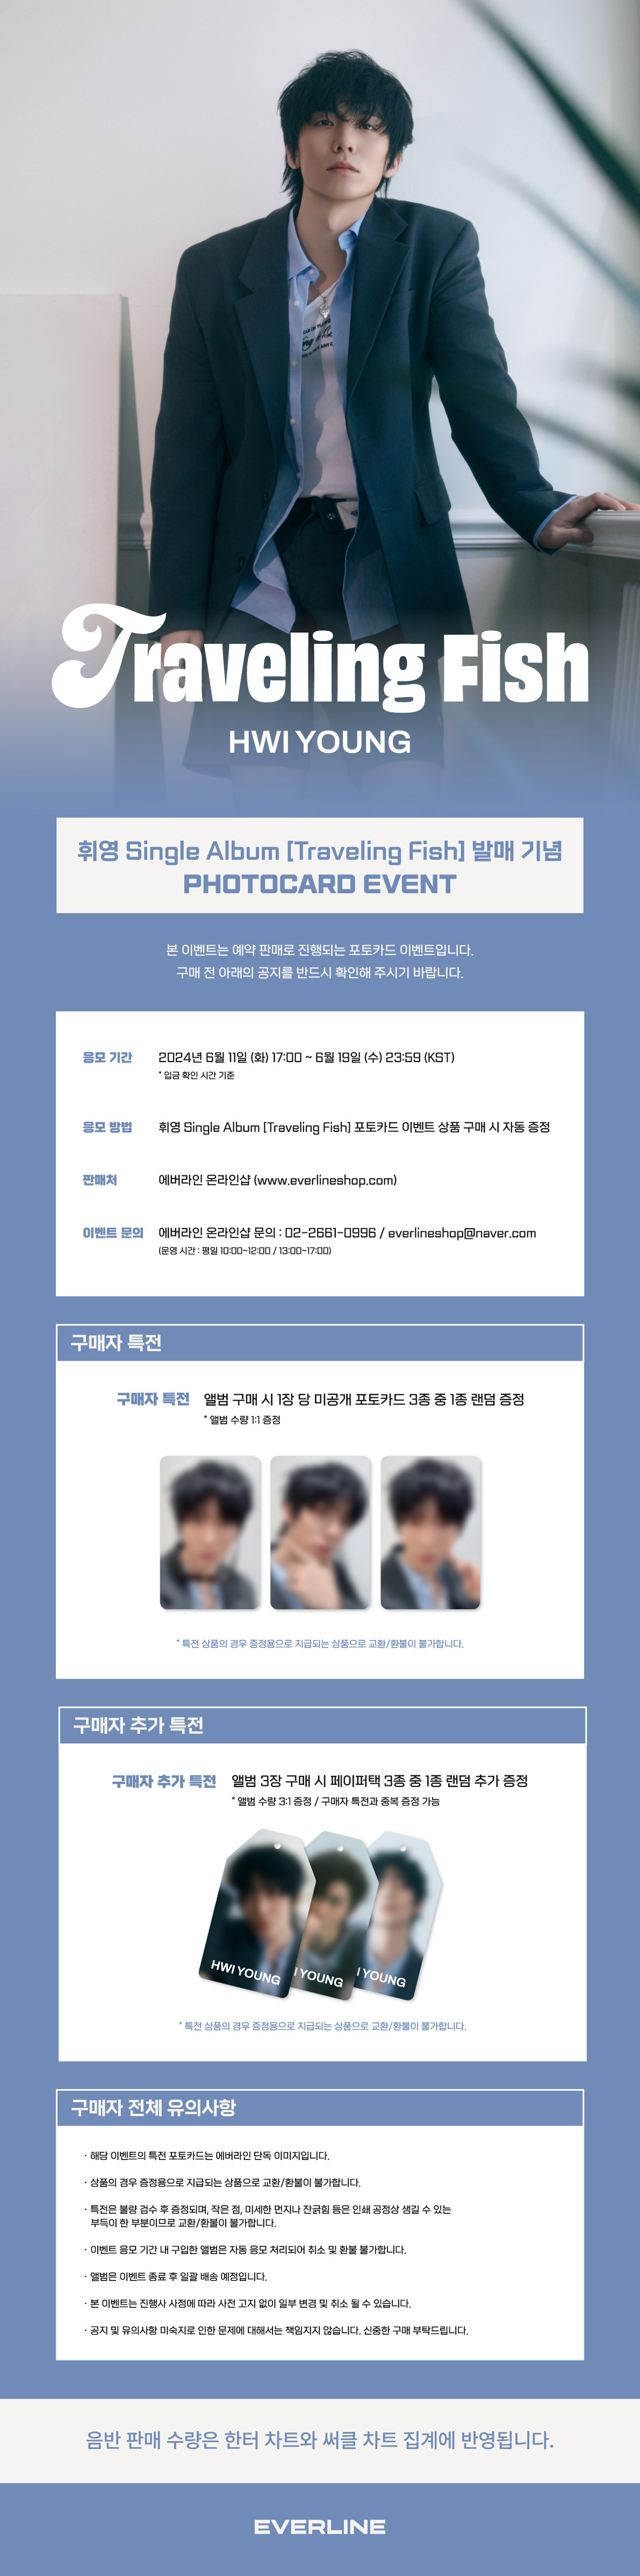 Traveling Fish
HWI YOUNG
휘영 Single Album [Traveling Fish] 발매 기념
PHOTOCARD EVENT
본 이벤트는 예약 판매로 진행되는 포토카드 이벤트입니다.
구매 전 아래의 공지를 반드시 확인해 주시기 바랍니다.
응모 기간 2024년 6월 11일 (화) 17:00 ~ 6월 19일 (수) 23:59 (KST)
* 입금 확인 시간 기준
응모 방법 휘영 Single Album [Traveling Fish] 포토카드 이벤트 상품 구매 시 자동 증정
판매처 에버라인 온라인샵 (www.everlineshop.com)
이벤트 문의 에버라인 온라인샵 문의 : 02-2661-0996 / everlineshop@naver.com
(운영 시간 : 평일 10:00~12:00 / 13:00~17:00)
구매자 특전
구매자 특전 앨범 구매 시 1장 당 미공개 포토카드 3종 중 1종 랜덤 증정
* 앨범 수량 1:1 증정
* 특전 상품의 경우 증정용으로 지급되는 상품으로 교환/환불이 불가합니다.
구매자 추가 특전
구매자 추가 특전 앨범 3장 구매 시 페이퍼택 3종 중 1종 랜덤 추가 증정
* 앨범 수량 3:1 증정 / 구매자 특전과 중복 증정 가능
HWI YOUNG I YOUNG I YOUNG
* 특전 상품의 경우 증정용으로 지급되는 상품으로 교환/환불이 불가합니다.
구매자 전체 유의사항
· 해당 이벤트의 특전 포토카드는 에버라인 단독 이미지입니다.
· 상품의 경우 증정용으로 지급되는 상품으로 교환/환불이 불가합니다.
· 특전은 불량 검수 후 증정되며, 작은 점, 미세한 먼지나 잔긁힘 등은 인쇄 공정상 생길 수 있는
부득이 한 부분이므로 교환/환불이 불가합니다.
· 이벤트 응모 기간 내 구입한 앨범은 자동 응모 처리되어 취소 및 환불 불가합니다.
· 앨범은 이벤트 종료 후 일괄 배송 예정입니다.
· 본 이벤트는 진행사 사정에 따라 사전 고지 없이 일부 변경 및 취소 될 수 있습니다.
· 공지 및 유의사항 미숙지로 인한 문제에 대해서는 책임지지 않습니다. 신중한 구매 부탁드립니다.
음반 판매 수량은 한터 차트와 써클 차트 집계에 반영됩니다.
EVERLINE